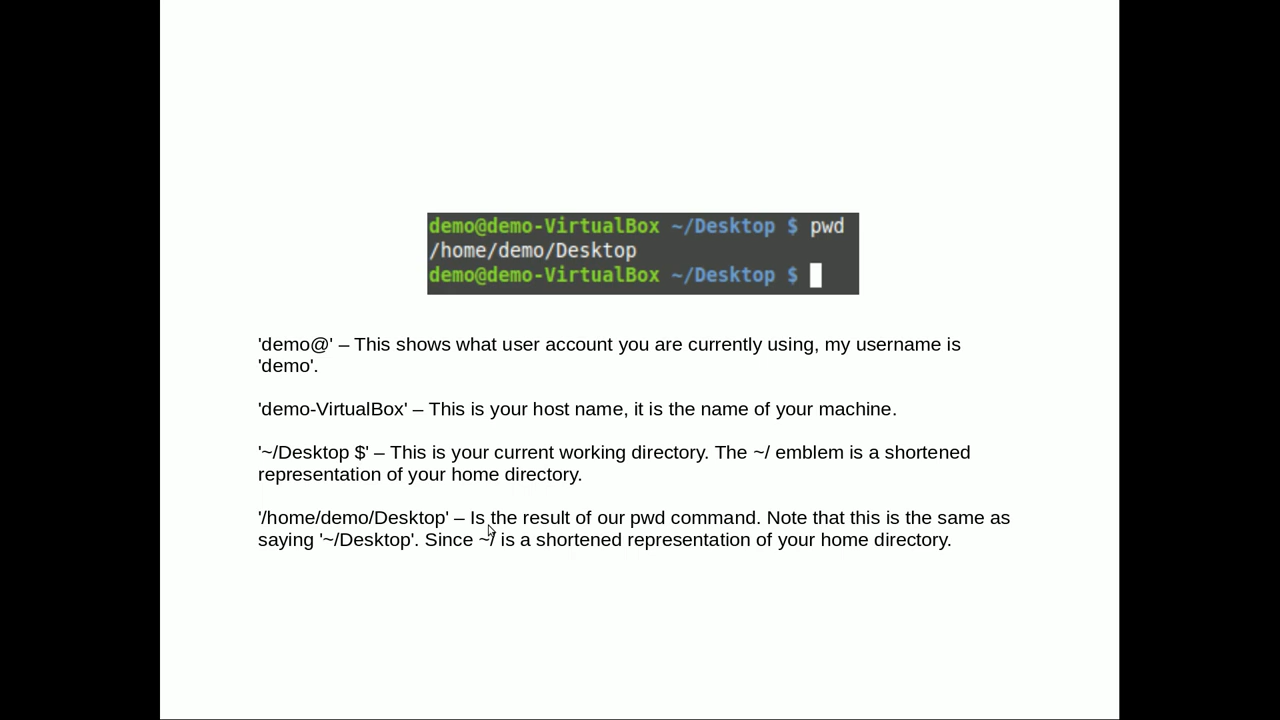 demo@demo-VirtualBox ~/Desktop $ pwd
/home/demo/Desktop
demo@demo-VirtualBox ~/Desktop $
'demo@' – This shows what user account you are currently using, my username is
'demo'.
'demo-VirtualBox' – This is your host name, it is the name of your machine.
'~/Desktop $' – This is your current working directory. The ~/ emblem is a shortened
representation of your home directory.
'/home/demo/Desktop' – Is the result of our pwd command. Note that this is the same as
saying '~/Desktop'. Since ~/ is a shortened representation of your home directory.